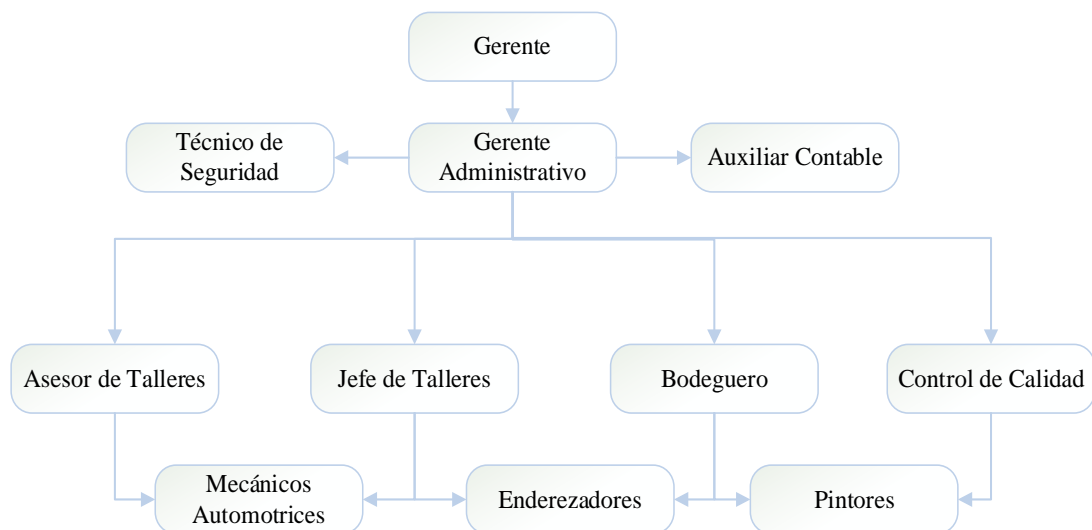 Gerente
Técnico de
Seguridad
Gerente
Administrativo
Auxiliar Contable
Asesor de Talleres
Jefe de Talleres
Bodeguero
Control de Calidad
Mecánicos
Automotrices
Enderezadores
Pintores